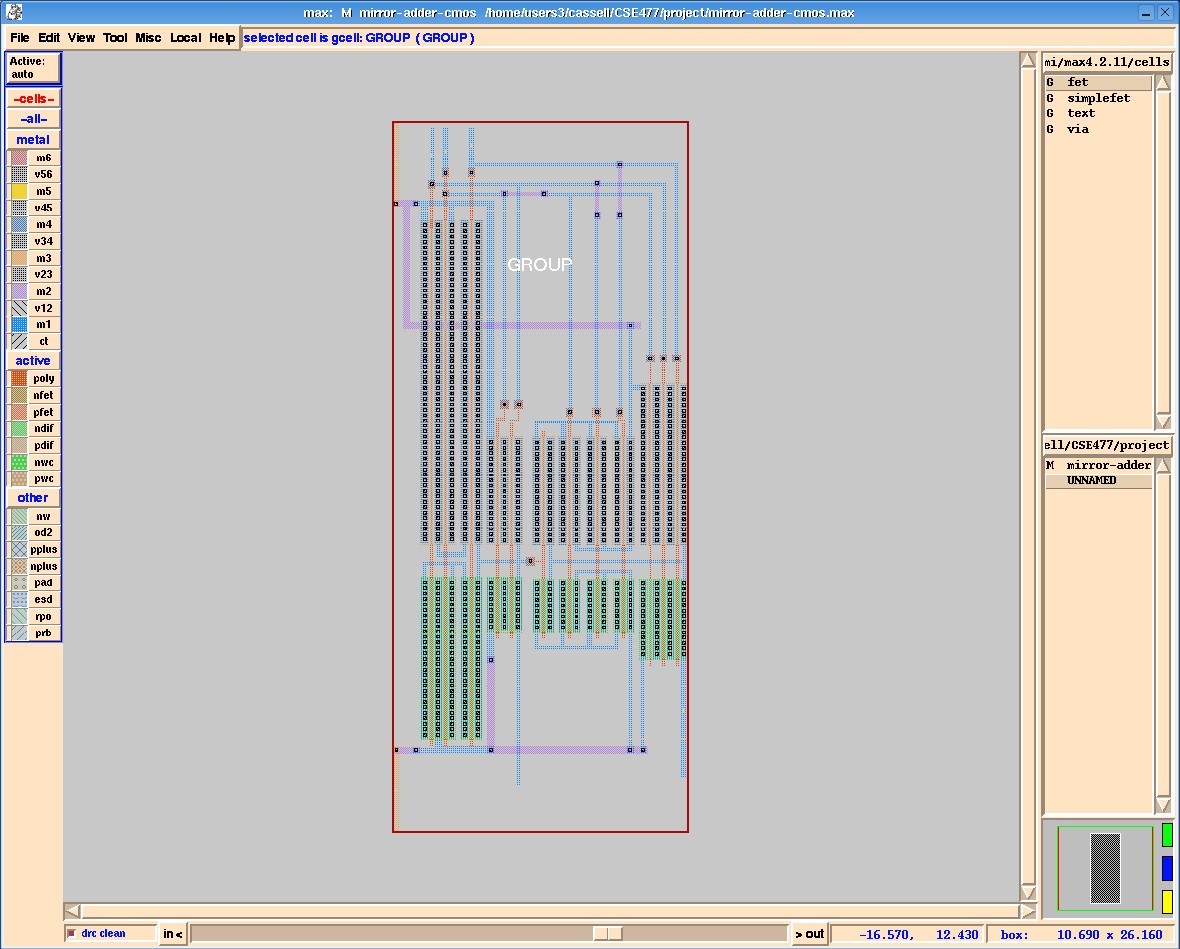 max: M mirror-adder-cmos /home/users3/cassell/CSE477/project/mirror-adder-cmos.max
File Edit View Tool Misc Local Help
selected cell is gcell: GROUP ( GROUP )
Active:
auto
--cells--
--all--
metal
m6
v56
m5
v45
m4
v34
m3
v23
m2
v12
m1
ct
active
poly
nfet
pfet
ndif
pdif
nwc
pwc
other
nw
od2
pplus
nplus
pad
esd
rpo
prb
GROUP
mi/max4.2.11/cells
G fet
G simplefet
G text
G via
ell/CSE477/project
M mirror-adder
UNNAMED
drc clean
in <
> out
-16.570, 12.430
box: 10.690 x 26.160